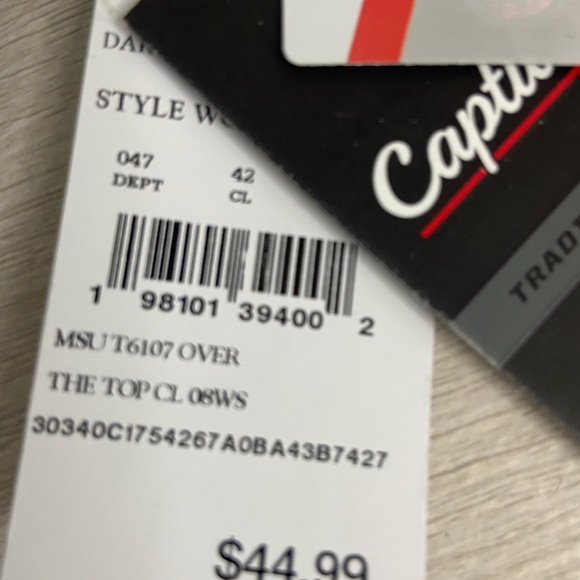 STYLE
047 42
DEPT CL
1 98101 39400 2
MSU T6107 OVER
THE TOP CL 08WS
30340C1754267A0BA43B7427
$44.99